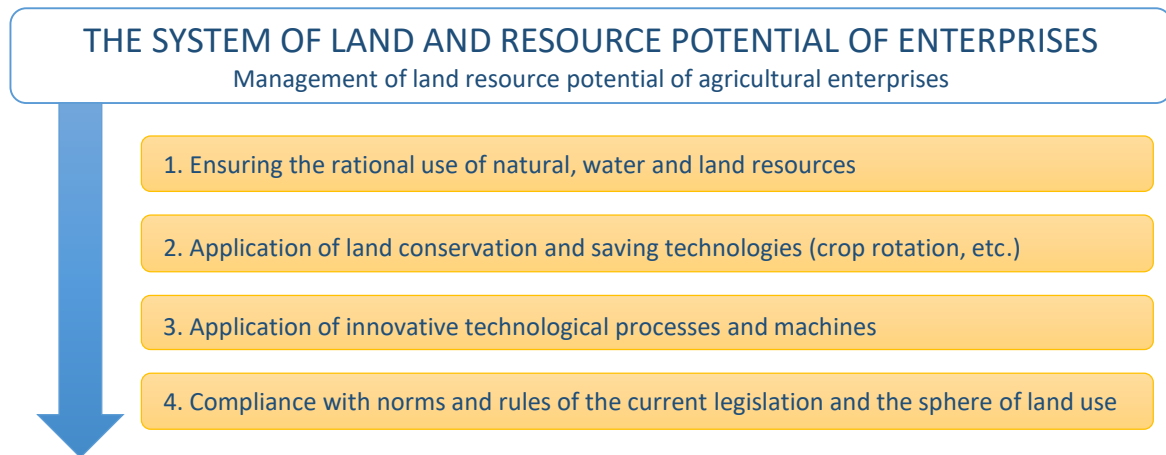 THE SYSTEM OF LAND AND RESOURCE POTENTIAL OF ENTERPRISES
Management of land resource potential of agricultural enterprises
1. Ensuring the rational use of natural, water and land resources
2. Application of land conservation and saving technologies (crop rotation, etc.)
3. Application of innovative technological processes and machines
4. Compliance with norms and rules of the current legislation and the sphere of land use